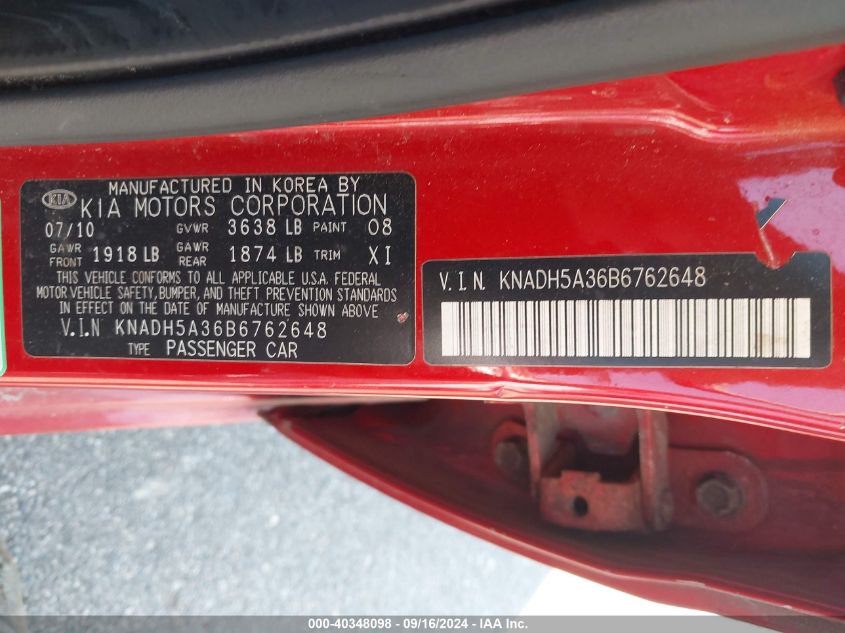 MANUFACTURED IN KOREA BY
KIA KIA MOTORS CORPORATION
07/10 GVWR 3638 LB PAINT 08
GAWR FRONT 1918 LB GAWR REAR 1874 LB TRIM XI
THIS VEHICLE CONFORMS TO ALL APPLICABLE U.S.A. FEDERAL
MOTOR VEHICLE SAFETY, BUMPER, AND THEFT PREVENTION STANDARDS
IN EFFECT ON THE DATE OF MANUFACTURE SHOWN ABOVE
V.I.N KNADH5A36B6762648
TYPE PASSENGER CAR
V.I.N. KNADH5A36B6762648
000-40348098 - 09/16/2024 - IAA Inc.